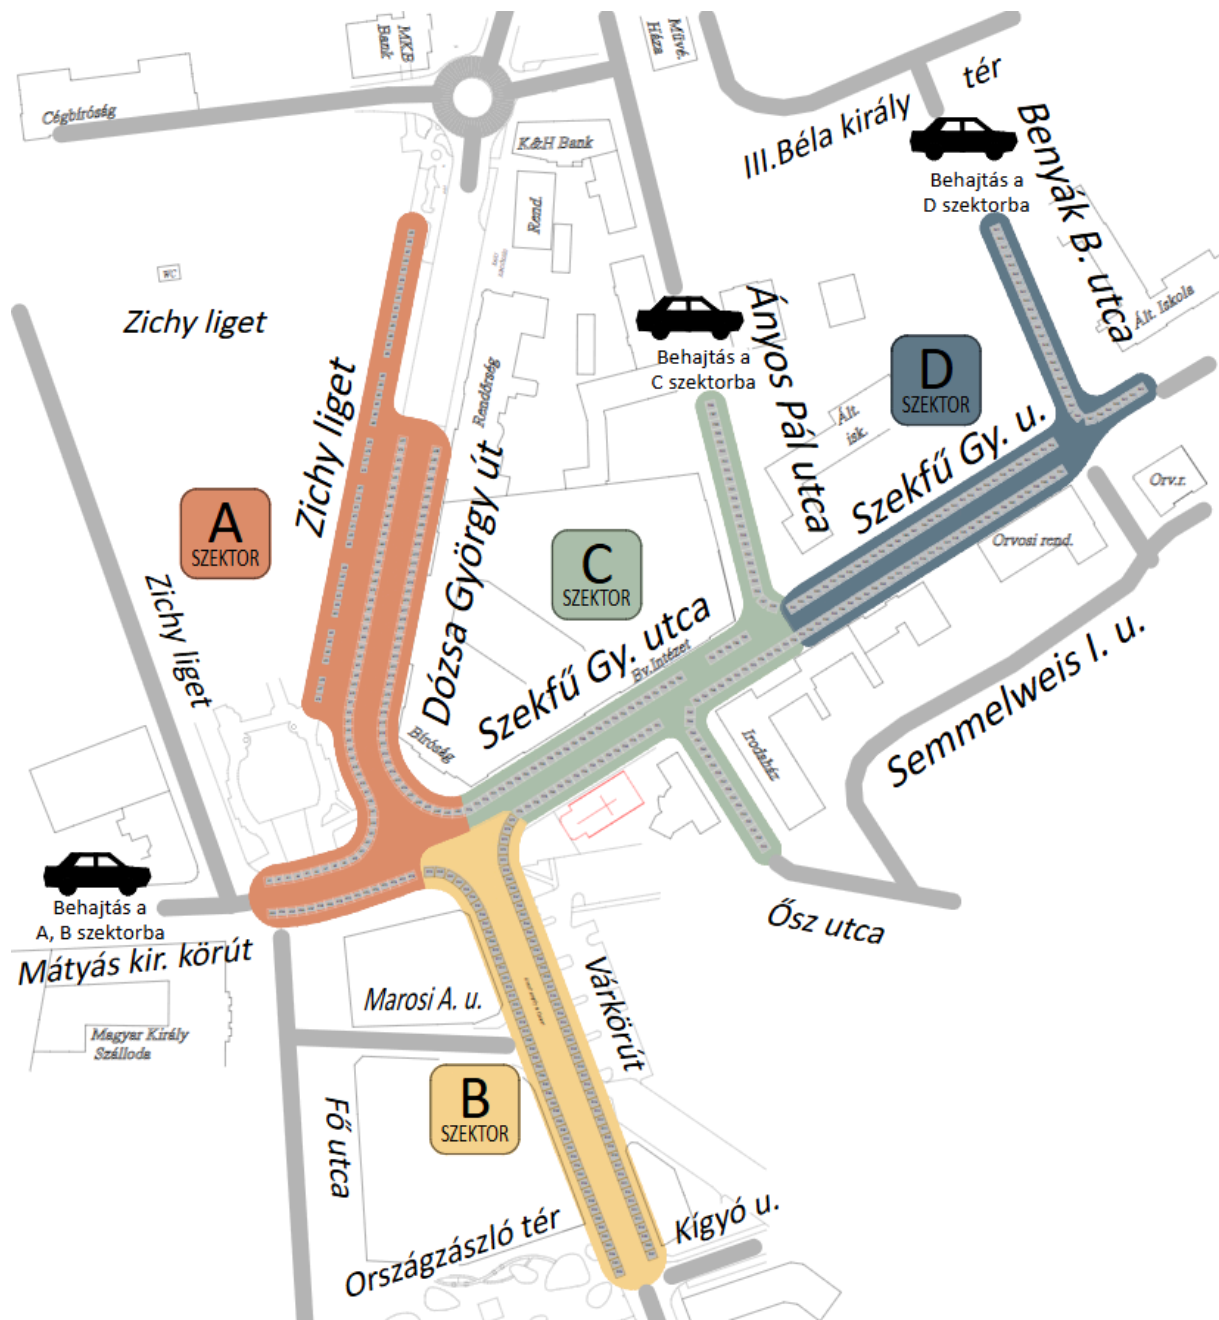 MKB
Bank
Műv.
Háza
Cégbíróság
K&H Bank
III.Béla király
tér
Behajtás a
D szektorba
Benyák B. utca
Rend.
WC
Zichy liget
Ált. Iskola
Behajtás a
C szektorba
Ányos Pál utca
Zichy liget
Rendőrség
D
SZEKTOR
Ált.
isk.
Szekfű Gy. u.
Dózsa György út
Orv.r.
A
SZEKTOR
C
SZEKTOR
Orvosi rend.
Zichy liget
Szekfű Gy. utca
Bv.Intézet
Bíróság
Irodaház
Semmelweis I. u.
Behajtás a
A, B szektorba
Ősz utca
Mátyás kir. körút
Marosi A. u.
Várkörút
Magyar Király
Szálloda
B
SZEKTOR
Fő utca
Országzászló tér
Kígyó u.